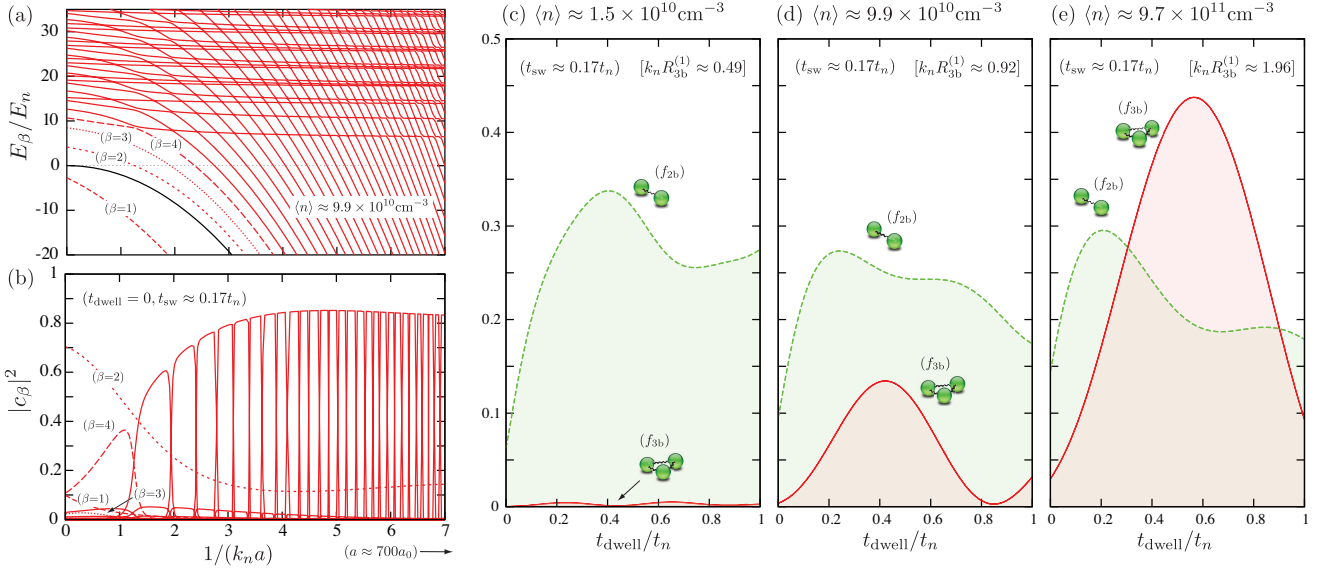 (a)
E_β/E_n
30
20
10
0
-10
-20
(β=3)
(β=2)
(β=4)
(β=1)
⟨n⟩ ≈ 9.9 × 10^10 cm^−3
(b)
|c_β|^2
1
0.8
0.6
0.4
0.2
0
(t_dwell = 0, t_sw ≈ 0.17t_n)
(β=2)
(β=4)
(β=1)
(β=3)
0 1 2 3 4 5 6 7
1/(k_n a)
(a ≈ 700a_0)
(c) ⟨n⟩ ≈ 1.5 × 10^10 cm^−3
0.5
0.4
0.3
0.2
0.1
0
(t_sw ≈ 0.17t_n) [k_n R_3b^(1) ≈ 0.49]
(f_2b)
(f_3b)
0 0.2 0.4 0.6 0.8 1
t_dwell/t_n
(d) ⟨n⟩ ≈ 9.9 × 10^10 cm^−3
(t_sw ≈ 0.17t_n) [k_n R_3b^(1) ≈ 0.92]
(f_2b)
(f_3b)
0 0.2 0.4 0.6 0.8 1
t_dwell/t_n
(e) ⟨n⟩ ≈ 9.7 × 10^11 cm^−3
(t_sw ≈ 0.17t_n) [k_n R_3b^(1) ≈ 1.96]
(f_3b)
(f_2b)
0 0.2 0.4 0.6 0.8 1
t_dwell/t_n